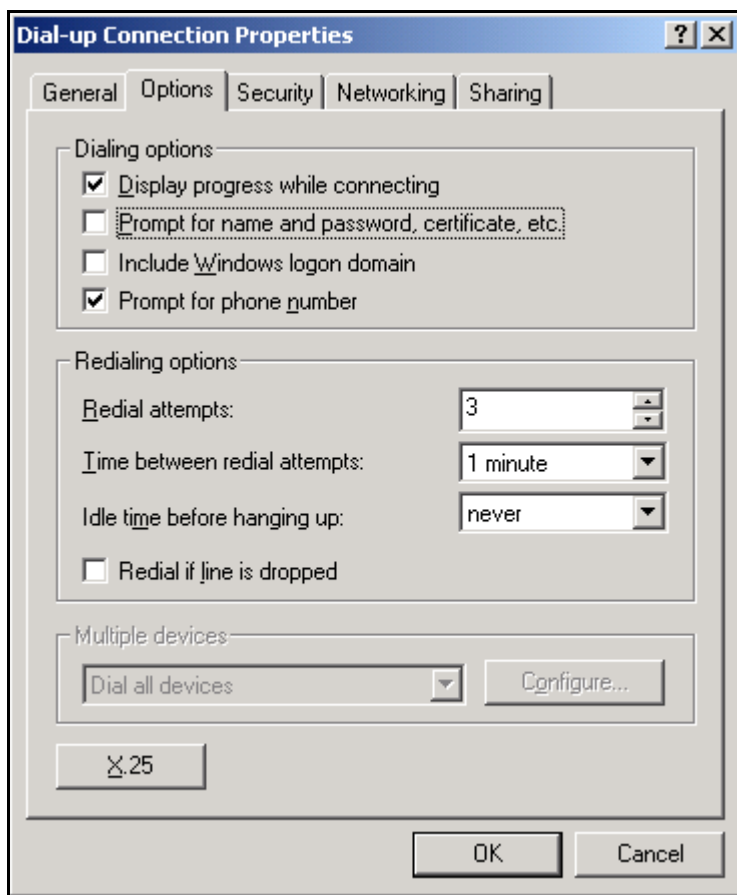 Dial-up Connection Properties
General Options Security Networking Sharing
Dialing options
Display progress while connecting
Prompt for name and password, certificate, etc.
Include Windows logon domain
Prompt for phone number
Redialing options
Redial attempts: 3
Time between redial attempts: 1 minute
Idle time before hanging up: never
Redial if line is dropped
Multiple devices
Dial all devices Configure...
X.25
OK Cancel